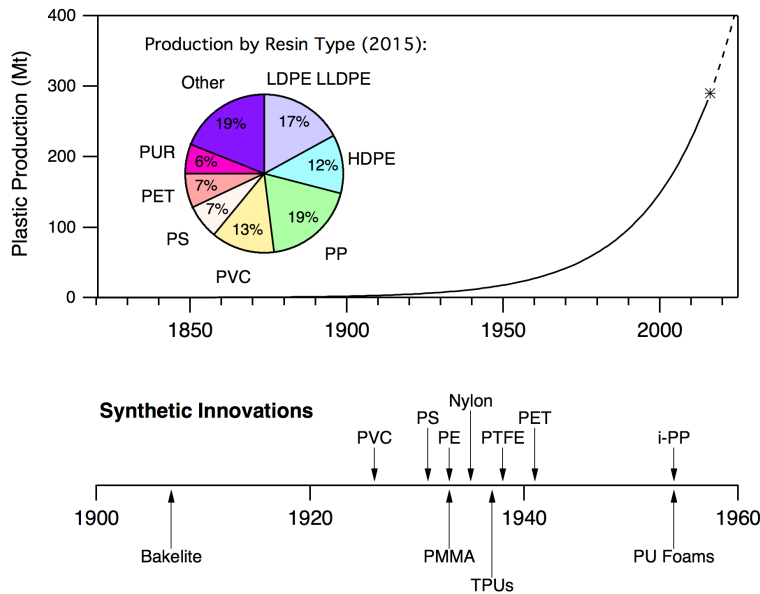 400
Production by Resin Type (2015):
Other
LDPE LLDPE
300
19%
17%
PUR
6%
12%
HDPE
200
PET
7%
7%
19%
13%
PS
PP
100
PVC
0
Plastic Production (Mt)
1850
1900
1950
2000
Synthetic Innovations
Nylon
PS
PET
PVC
PE
PTFE
i-PP
1900
1920
1940
1960
Bakelite
PMMA
PU Foams
TPUs